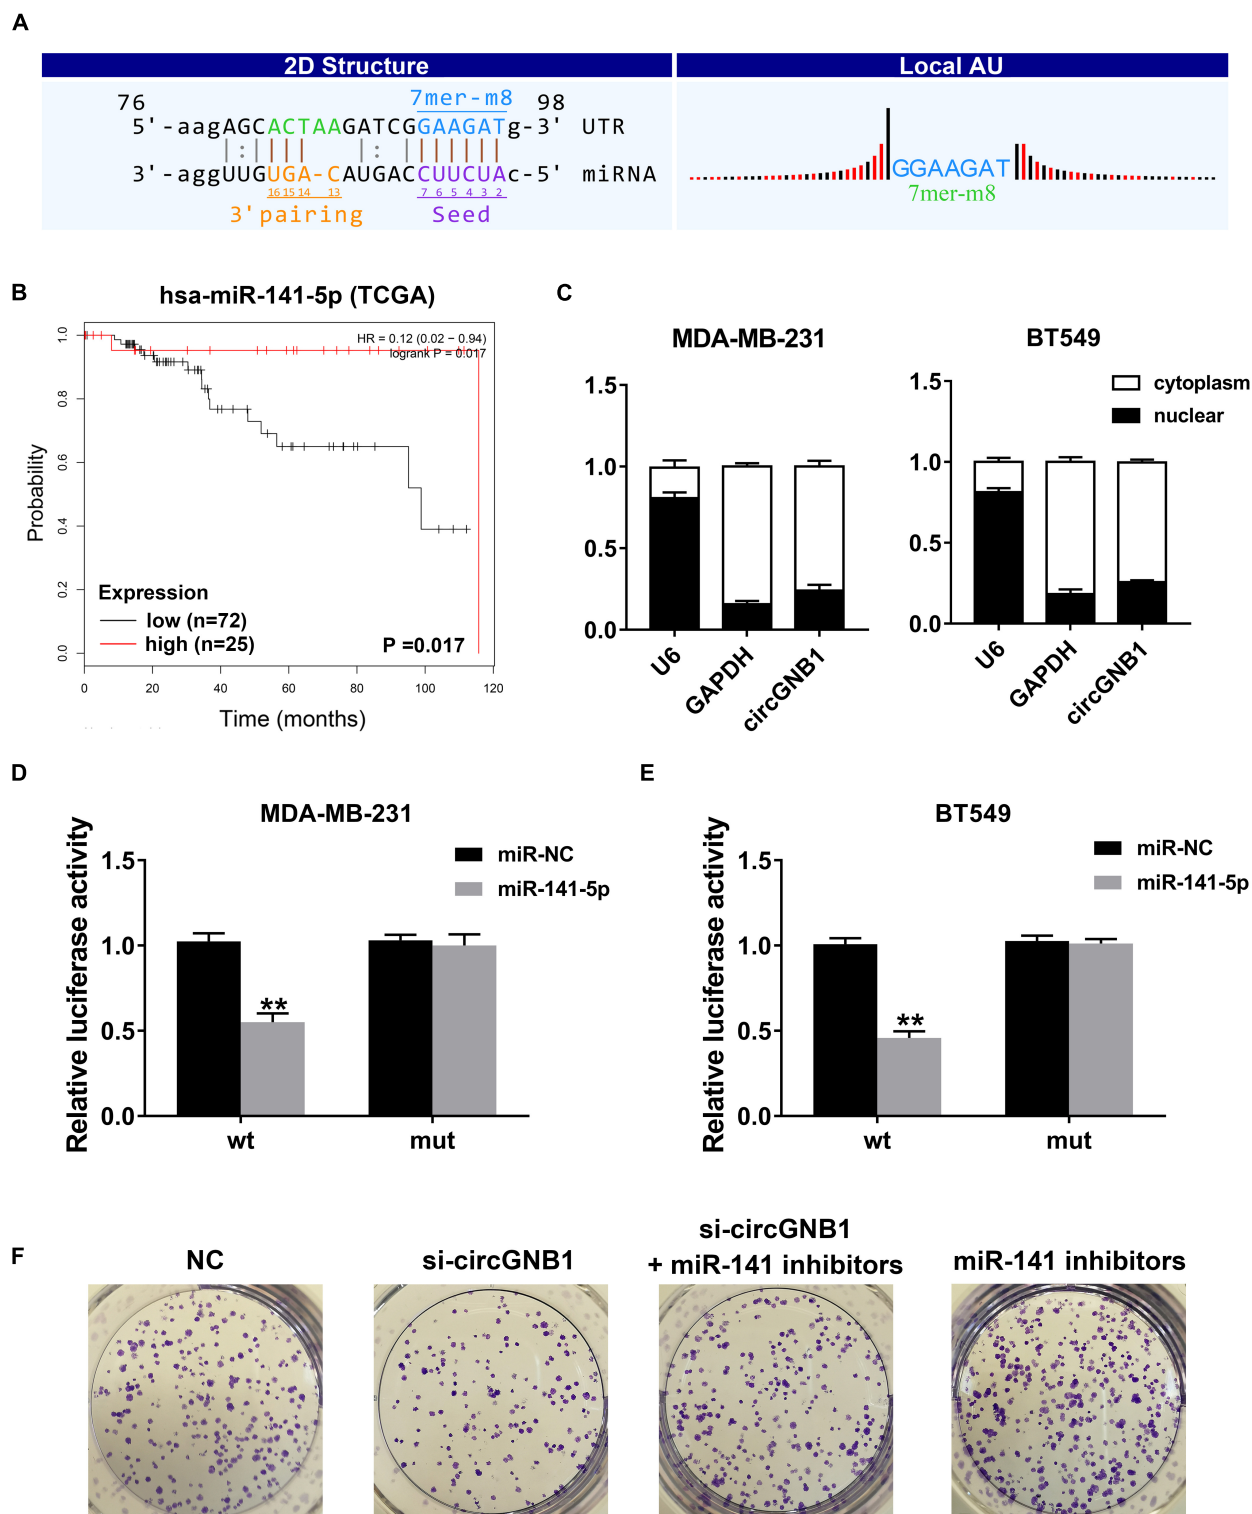 A
2D Structure
Local AU
76
7mer-m8
98
5'-aagAGCACTAAGATCGGAAGATg-3' UTR
3'-aggUUGUGA-CAUGACCUUCUAc-5' miRNA
16 15 14 13
7 6 5 4 3 2
3'pairing
Seed
GGAAGAT
7mer-m8
B
hsa-miR-141-5p (TCGA)
HR = 0.12 (0.02 − 0.94)
logrank P = 0.017
Probability
1.0
0.8
0.6
0.4
0.2
0.0
Expression
low (n=72)
high (n=25)
P =0.017
0 20 40 60 80 100 120
Time (months)
C
MDA-MB-231
1.5
1.0
0.5
0.0
U6
GAPDH
circGNB1
BT549
cytoplasm
nuclear
1.5
1.0
0.5
0.0
U6
GAPDH
circGNB1
D
MDA-MB-231
Relative luciferase activity
miR-NC
miR-141-5p
1.5
1.0
0.5
0.0
**
wt
mut
E
BT549
Relative luciferase activity
miR-NC
miR-141-5p
1.5
1.0
0.5
0.0
**
wt
mut
F
NC
si-circGNB1
si-circGNB1
+ miR-141 inhibitors
miR-141 inhibitors